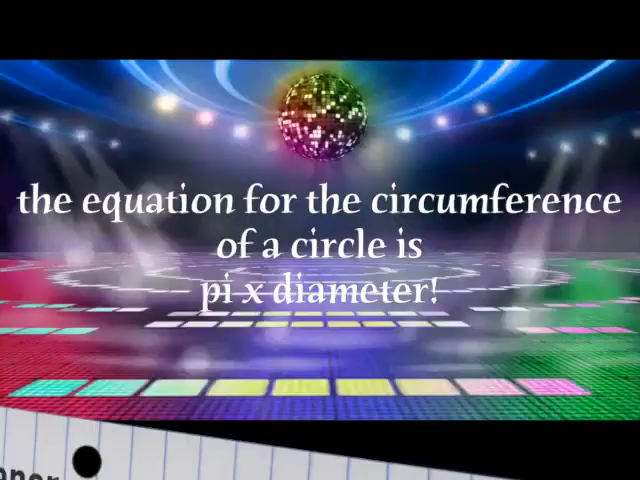 the equation for the circumference
of a circle is
pi x diameter!